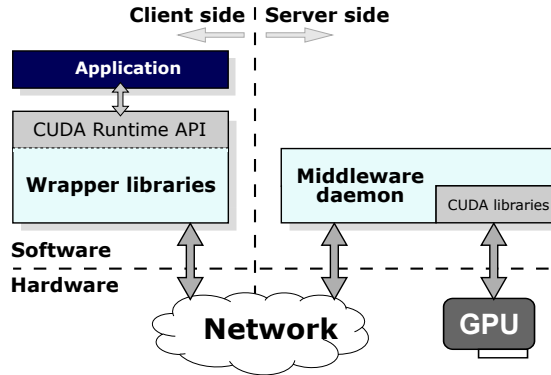 Client side
Server side
Application
CUDA Runtime API
Wrapper libraries
Middleware
daemon
CUDA libraries
Software
Hardware
Network
GPU